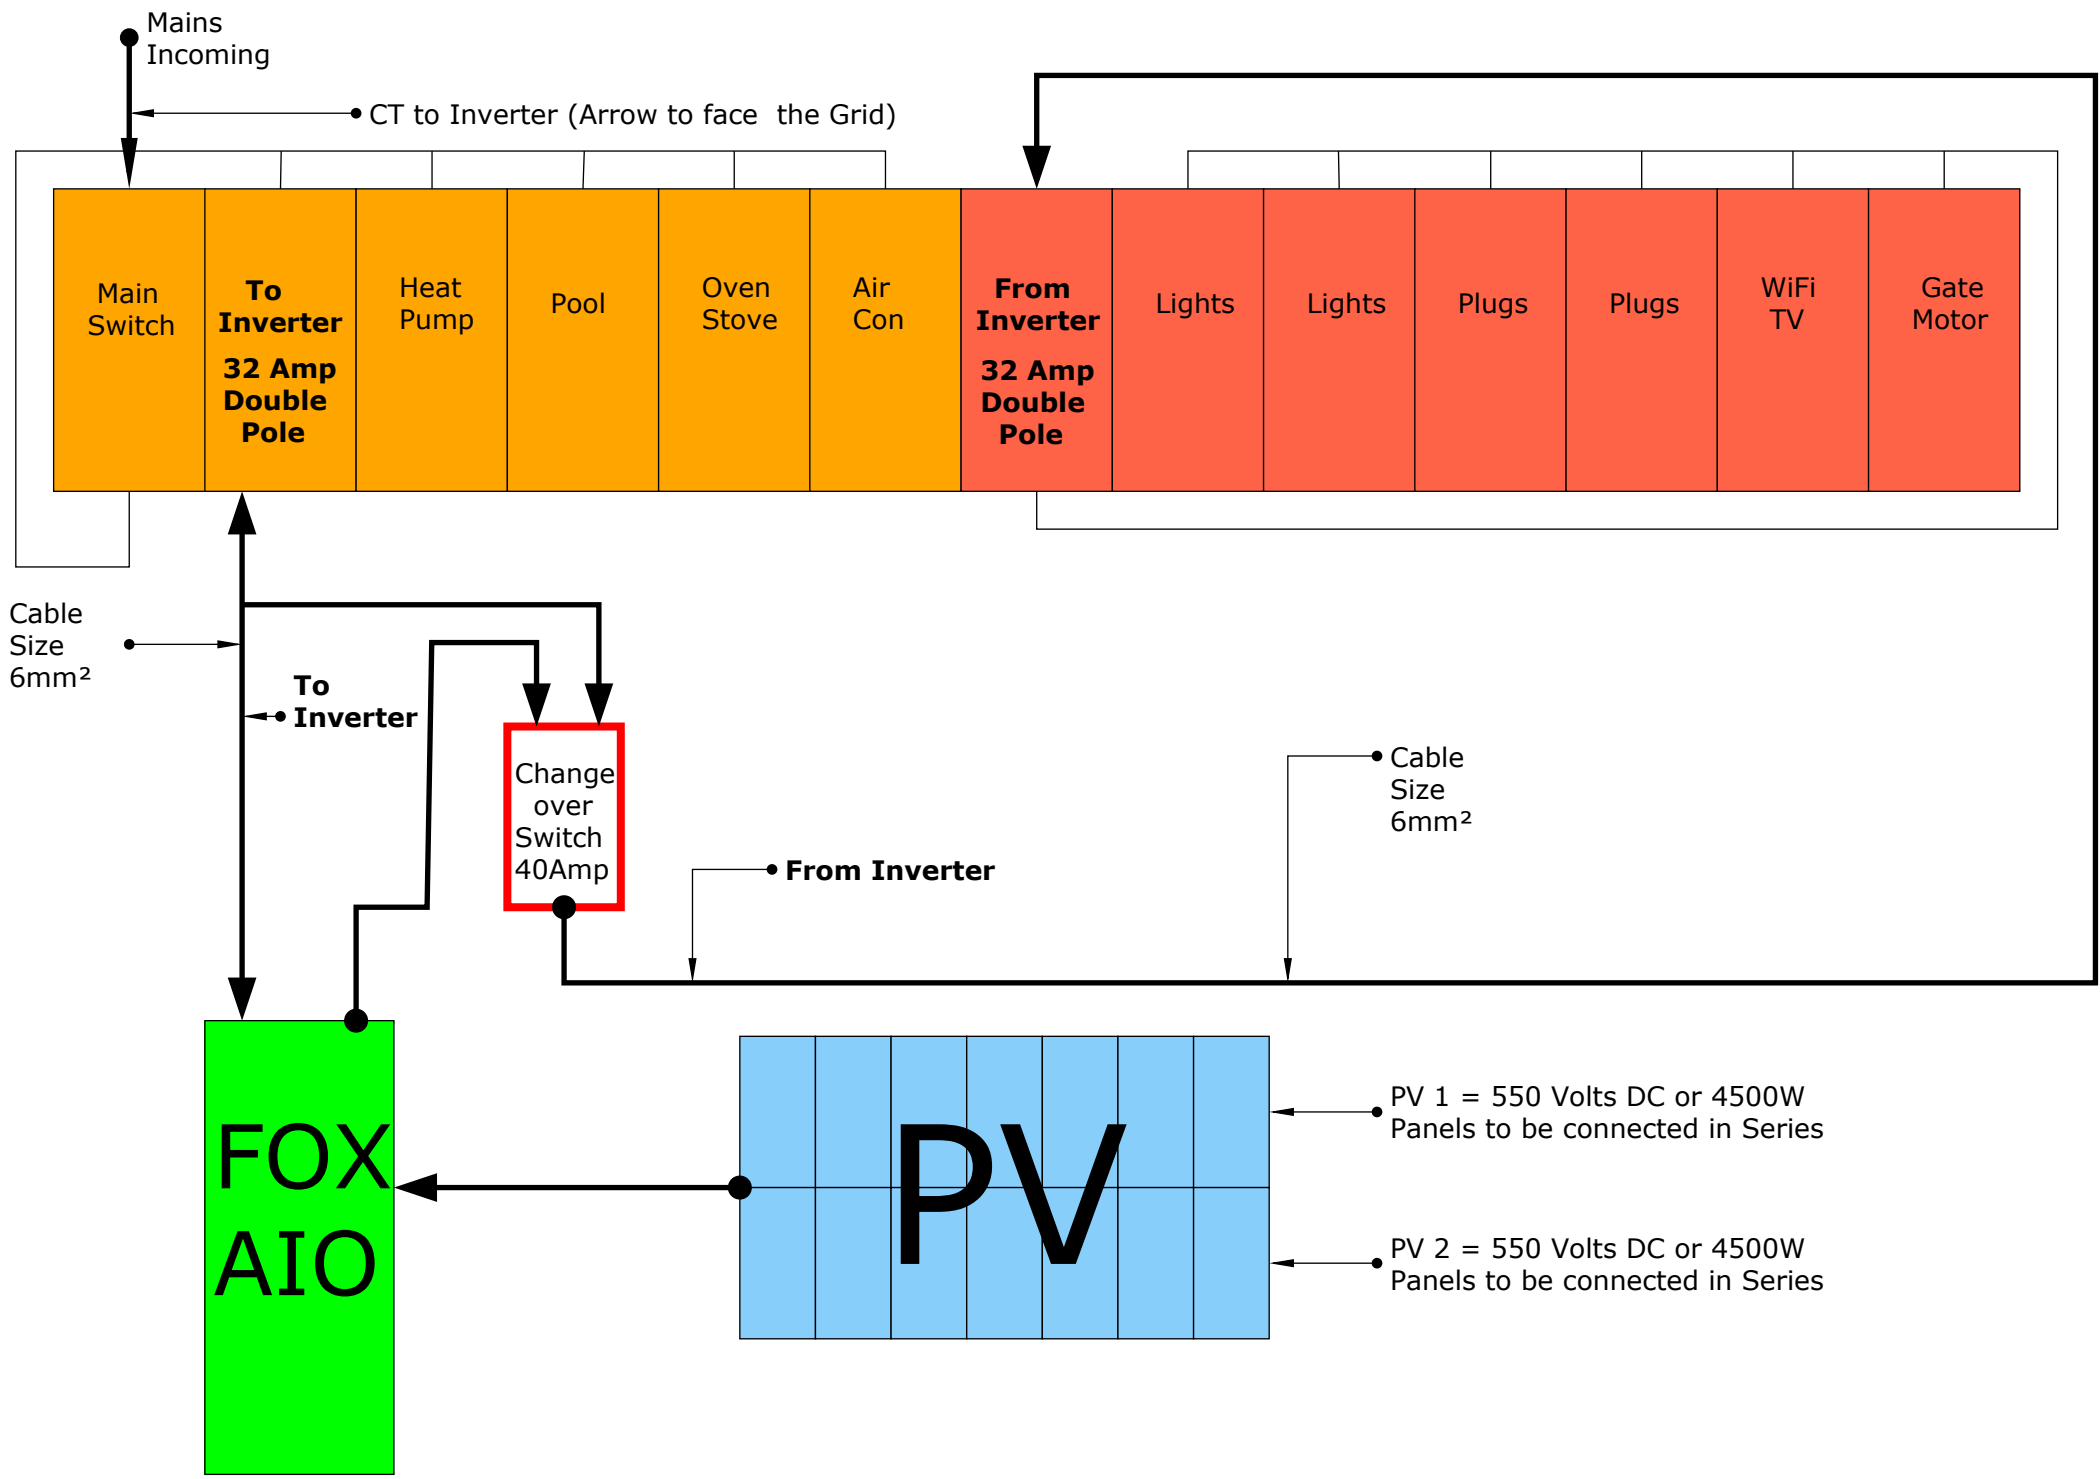 Mains
Incoming
CT to Inverter (Arrow to face  the Grid)
Main
Switch
To
Inverter
32 Amp
Double
Pole
Heat
Pump
Pool
Oven
Stove
Air
Con
From
Inverter
32 Amp
Double
Pole
Lights
Lights
Plugs
Plugs
WiFi
TV
Gate
Motor
Cable
Size
6mm²
To
Inverter
Change
over
Switch
40Amp
From Inverter
Cable
Size
6mm²
FOX
AIO
PV
PV 1 = 550 Volts DC or 4500W
Panels to be connected in Series
PV 2 = 550 Volts DC or 4500W
Panels to be connected in Series